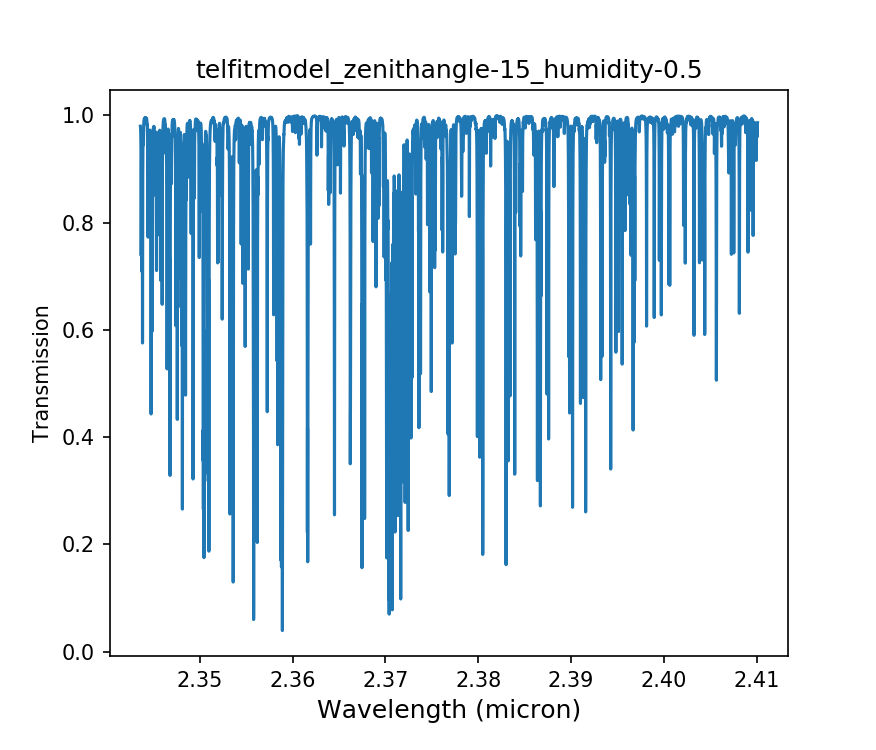 telfitmodel_zenithangle-15_humidity-0.5
1.0
0.8
0.6
0.4
0.2
0.0
Transmission
2.35 2.36 2.37 2.38 2.39 2.40 2.41
Wavelength (micron)